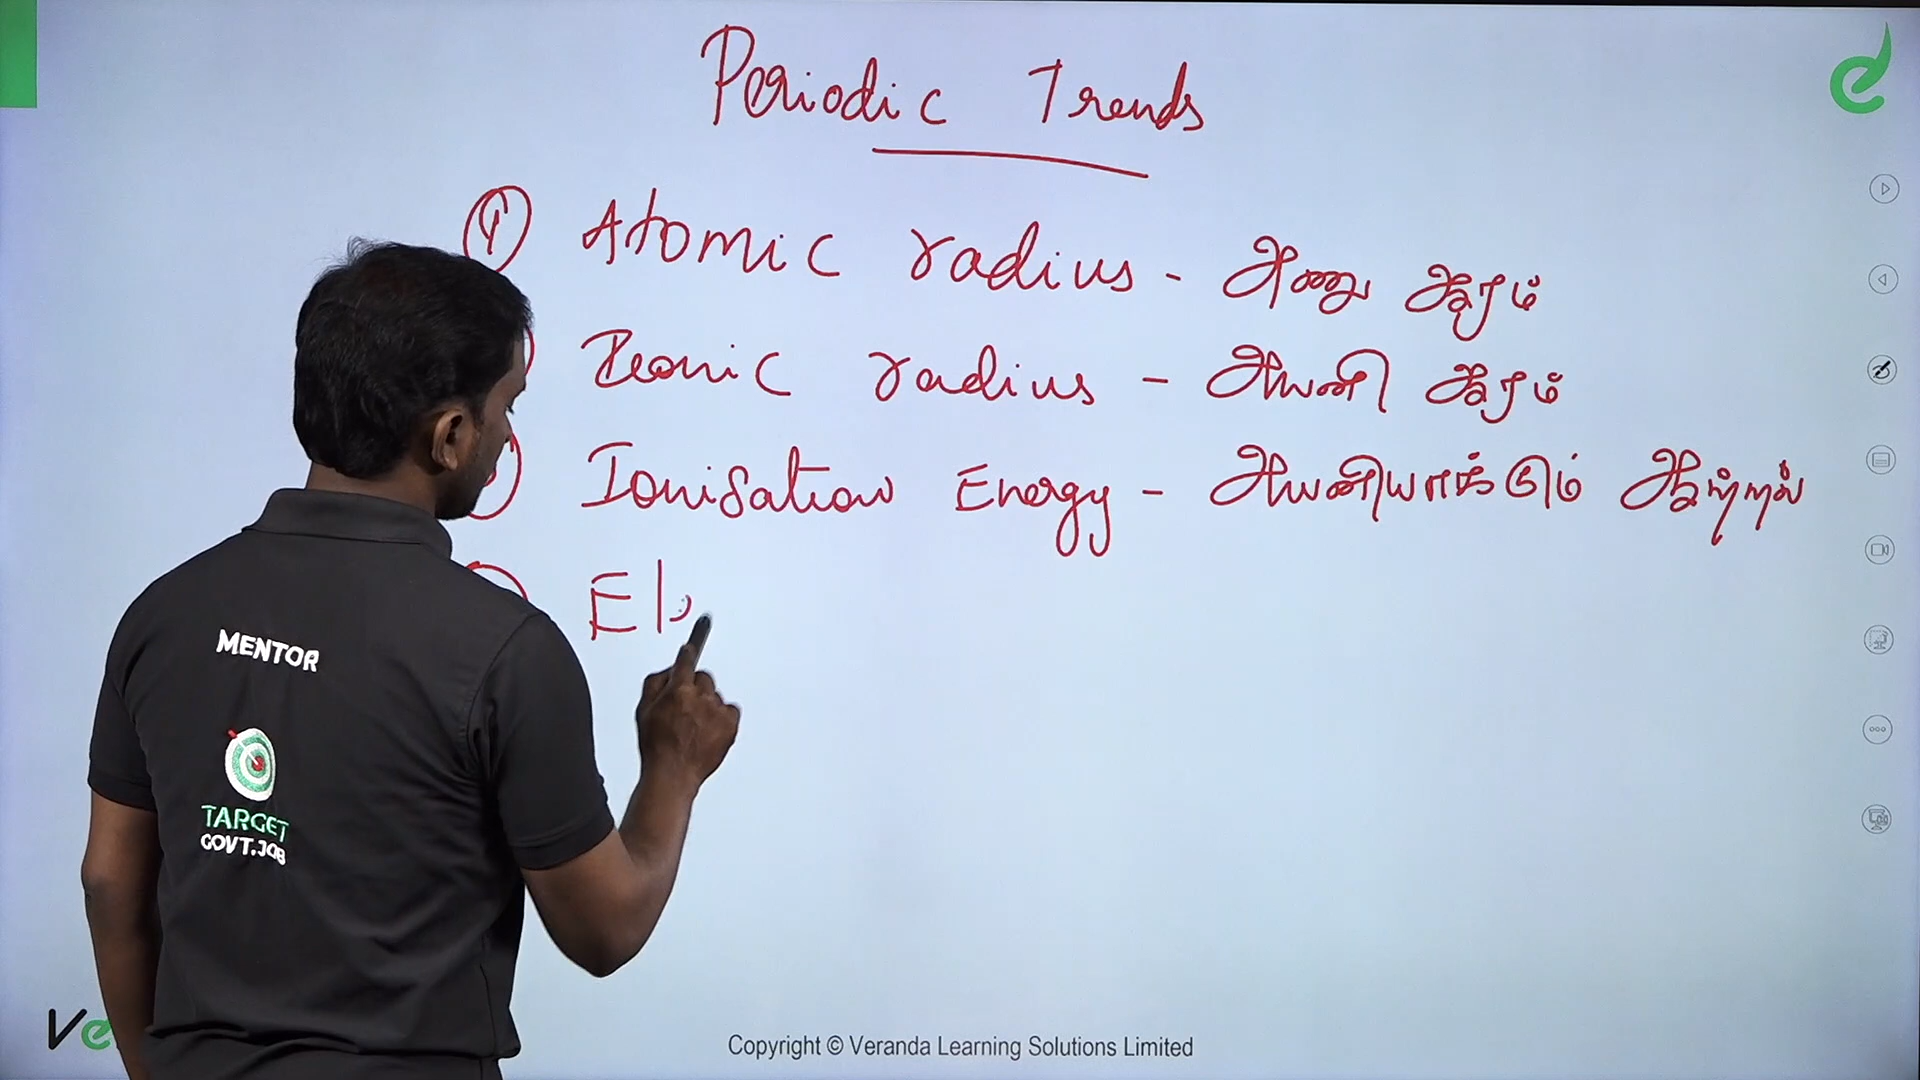 Periodic Trends
① Atomic radius - அணு ஆரம்
Ionic radius - அயனி ஆரம்
Ionisation Energy - அயனியாக்கும் ஆற்றல்
El
MENTOR
TARGET
GOVT.JOB
Ve
Copyright © Veranda Learning Solutions Limited